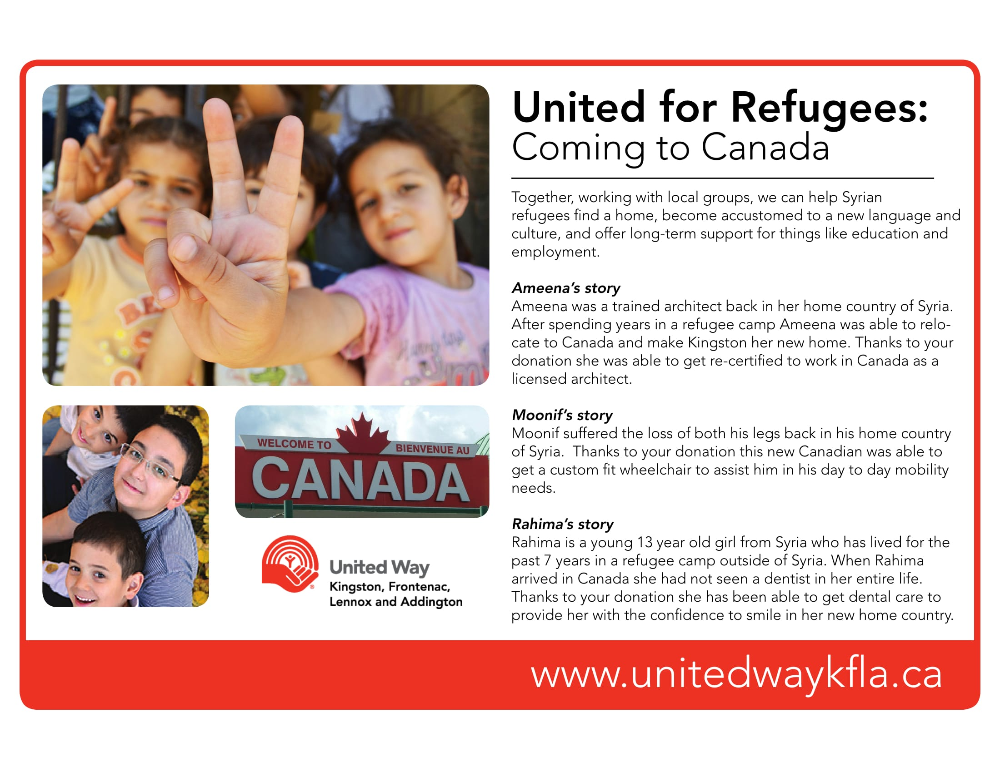 United for Refugees:
Coming to Canada
Together, working with local groups, we can help Syrian
refugees find a home, become accustomed to a new language and
culture, and offer long-term support for things like education and
employment.
Ameena's story
Ameena was a trained architect back in her home country of Syria.
After spending years in a refugee camp Ameena was able to relo-
cate to Canada and make Kingston her new home. Thanks to your
donation she was able to get re-certified to work in Canada as a
licensed architect.
Moonif's story
Moonif suffered the loss of both his legs back in his home country
of Syria.  Thanks to your donation this new Canadian was able to
get a custom fit wheelchair to assist him in his day to day mobility
needs.
Rahima's story
Rahima is a young 13 year old girl from Syria who has lived for the
past 7 years in a refugee camp outside of Syria. When Rahima
arrived in Canada she had not seen a dentist in her entire life.
Thanks to your donation she has been able to get dental care to
provide her with the confidence to smile in her new home country.
WELCOME TO
BIENVENUE AU
CANADA
United Way
Kingston, Frontenac,
Lennox and Addington
www.unitedwaykfla.ca